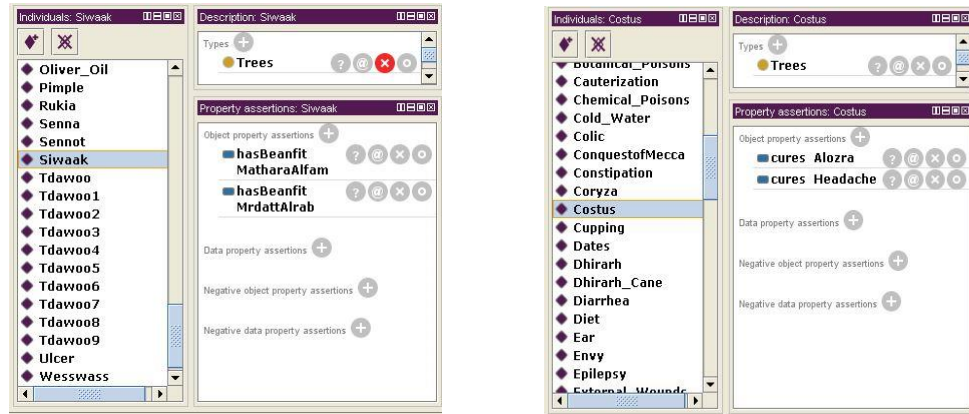 Individuals: Siwaak
Oliver_Oil
Pimple
Rukia
Senna
Sennot
Siwaak
Tdawoo
Tdawoo1
Tdawoo2
Tdawoo3
Tdawoo4
Tdawoo5
Tdawoo6
Tdawoo7
Tdawoo8
Tdawoo9
Ulcer
Wesswass
Description: Siwaak
Types
Trees
Property assertions: Siwaak
Object property assertions
hasBeanfit
MatharaAlfam
hasBeanfit
MrdattAlrab
Data property assertions
Negative object property assertions
Negative data property assertions
Individuals: Costus
Botanical_Poisons
Cauterization
Chemical_Poisons
Cold_Water
Colic
ConquestofMecca
Constipation
Coryza
Costus
Cupping
Dates
Dhirarh
Dhirarh_Cane
Diarrhea
Diet
Ear
Envy
Epilepsy
External_Wounds
Description: Costus
Types
Trees
Property assertions: Costus
Object property assertions
cures Alozra
cures Headache
Data property assertions
Negative object property assertions
Negative data property assertions